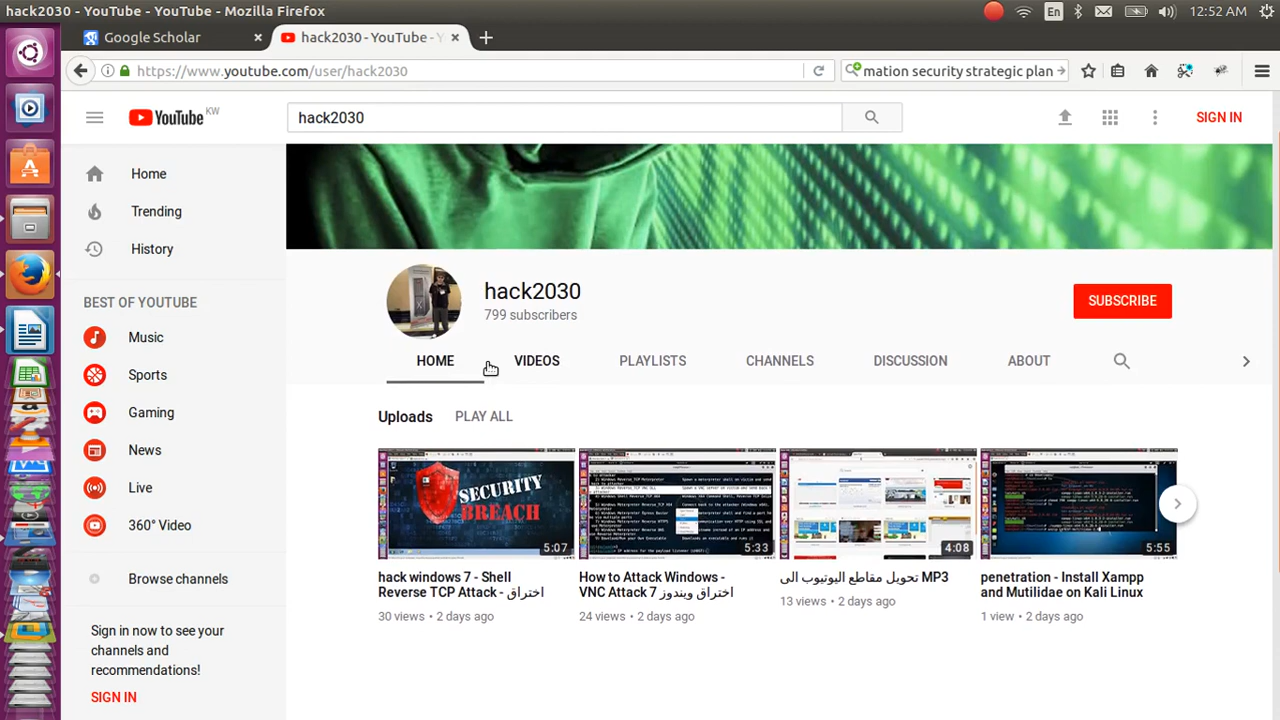 hack2030 - YouTube - YouTube - Mozilla Firefox
En
12:52 AM
Google Scholar
hack2030 - YouTube - Y
https://www.youtube.com/user/hack2030
mation security strategic plan
YouTube KW
hack2030
SIGN IN
Home
Trending
History
BEST OF YOUTUBE
Music
Sports
Gaming
News
Live
360° Video
Browse channels
Sign in now to see your
channels and
recommendations!
SIGN IN
hack2030
799 subscribers
SUBSCRIBE
HOME
VIDEOS
PLAYLISTS
CHANNELS
DISCUSSION
ABOUT
Uploads
PLAY ALL
SECURITY
BREACH
5:07
hack windows 7 - Shell
Reverse TCP Attack - اختراق
30 views • 2 days ago
5:33
How to Attack Windows -
VNC Attack 7 اختراق ويندوز
24 views • 2 days ago
4:08
تحويل مقاطع اليوتيوب الى MP3
13 views • 2 days ago
5:55
penetration - Install Xampp
and Mutilidae on Kali Linux
1 view • 2 days ago